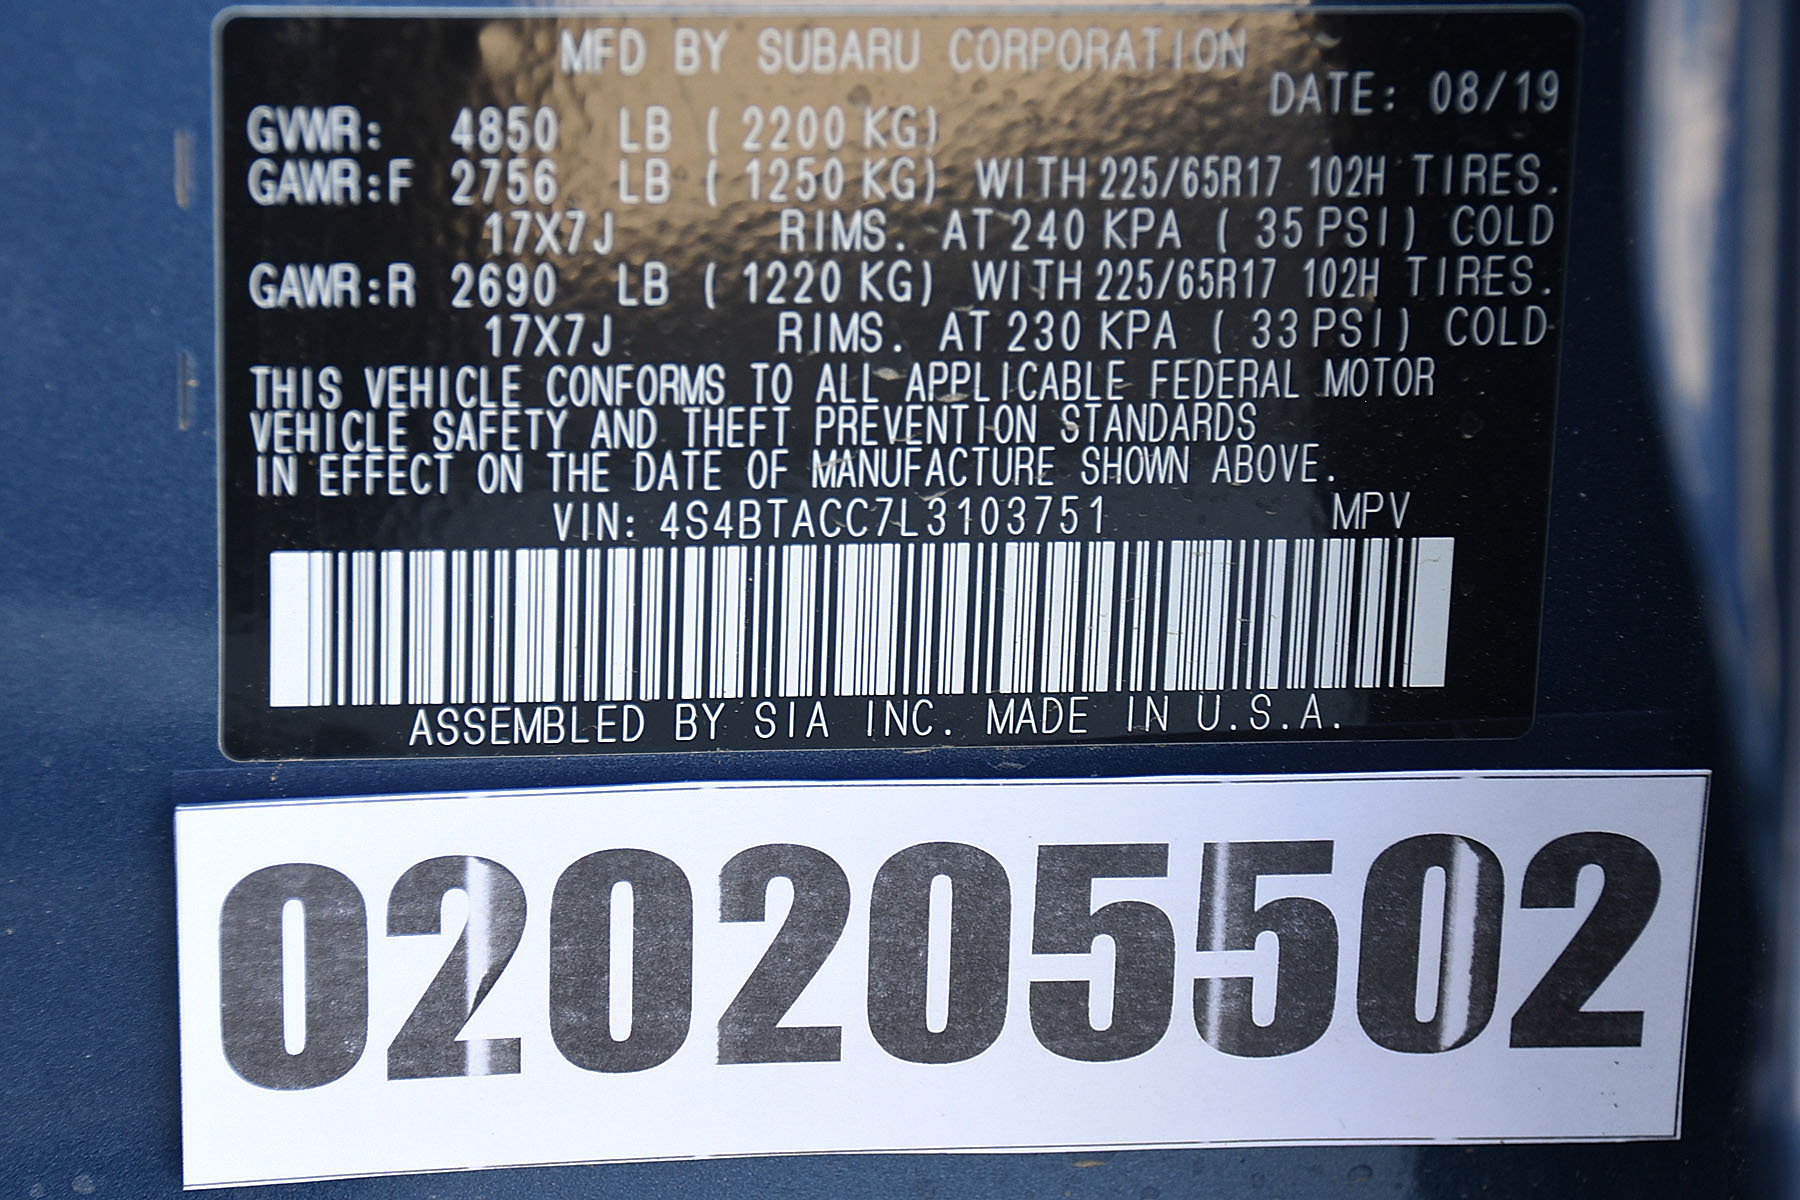 MFD BY SUBARU CORPORATION
DATE: 08/19
GVWR: 4850 LB ( 2200 KG)
GAWR:F 2756 LB ( 1250 KG) WITH 225/65R17 102H TIRES.
17X7J RIMS. AT 240 KPA ( 35 PSI) COLD
GAWR:R 2690 LB ( 1220 KG) WITH 225/65R17 102H TIRES.
17X7J RIMS. AT 230 KPA ( 33 PSI) COLD
THIS VEHICLE CONFORMS TO ALL APPLICABLE FEDERAL MOTOR
VEHICLE SAFETY AND THEFT PREVENTION STANDARDS
IN EFFECT ON THE DATE OF MANUFACTURE SHOWN ABOVE.
VIN: 4S4BTACC7L3103751 MPV
ASSEMBLED BY SIA INC. MADE IN U.S.A.
020205502